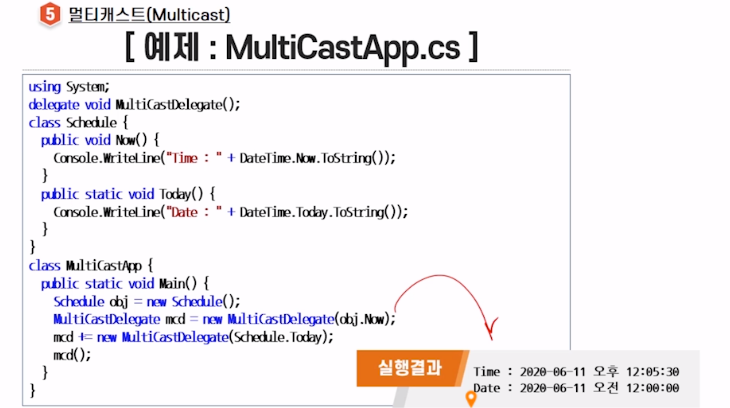 5 멀티캐스트(Multicast)
[ 예제 : MultiCastApp.cs ]
using System;
delegate void MultiCastDelegate();
class Schedule {
  public void Now() {
    Console.WriteLine("Time : " + DateTime.Now.ToString());
  }
  public static void Today() {
    Console.WriteLine("Date : " + DateTime.Today.ToString());
  }
}
class MultiCastApp {
  public static void Main() {
    Schedule obj = new Schedule();
    MultiCastDelegate mcd = new MultiCastDelegate(obj.Now);
    mcd += new MultiCastDelegate(Schedule.Today);
    mcd();
  }
}
실행결과
Time : 2020-06-11 오후 12:05:30
Date : 2020-06-11 오전 12:00:00